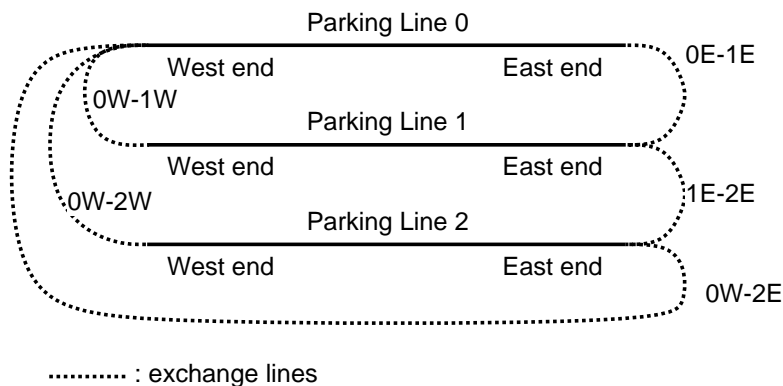 Parking Line 0
West end East end
0E-1E
0W-1W
Parking Line 1
West end East end
1E-2E
0W-2W
Parking Line 2
West end East end
0W-2E
: exchange lines